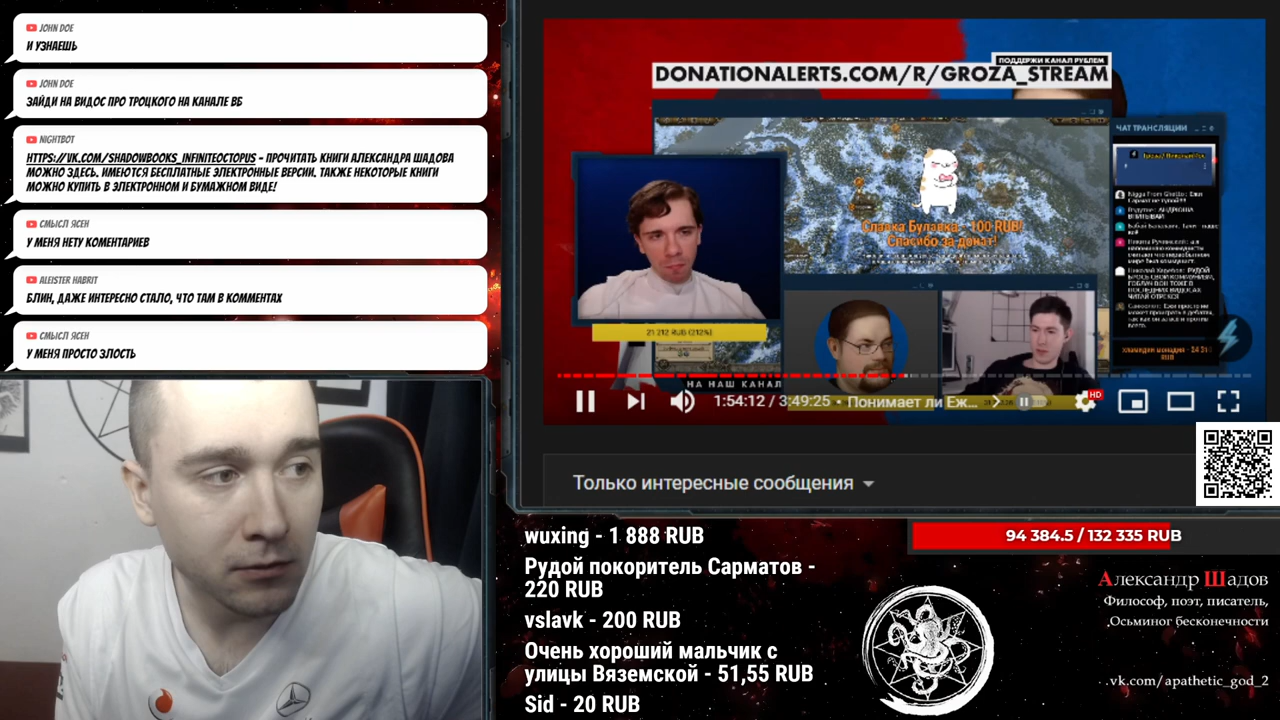 JOHN DOE
И УЗНАЕШЬ
JOHN DOE
ЗАЙДИ НА ВИДОС ПРО ТРОЦКОГО НА КАНАЛЕ ВБ
NIGHTBOT
HTTPS://VK.COM/SHADOWBOOKS_INFINITEOCTOPUS - ПРОЧИТАТЬ КНИГИ АЛЕКСАНДРА ШАДОВА
МОЖНО ЗДЕСЬ. ИМЕЮТСЯ БЕСПЛАТНЫЕ ЭЛЕКТРОННЫЕ ВЕРСИИ. ТАКЖЕ НЕКОТОРЫЕ КНИГИ
МОЖНО КУПИТЬ В ЭЛЕКТРОННОМ И БУМАЖНОМ ВИДЕ!
СМЫСЛ ЯСЕН
У МЕНЯ НЕТУ КОМЕНТАРИЕВ
ALEISTER HABRIT
БЛИН, ДАЖЕ ИНТЕРЕСНО СТАЛО, ЧТО ТАМ В КОММЕНТАХ
СМЫСЛ ЯСЕН
У МЕНЯ ПРОСТО ЗЛОСТЬ
ПОДДЕРЖИ КАНАЛ РУБЛЕМ
DONATIONALERTS.COM/R/GROZA_STREAM
ЧАТ ТРАНСЛЯЦИИ
Славка Булавка - 100 RUB!
Спасибо за донат!
21 212 RUB (212%)
НА НАШ КАНАЛ
1:54:12 / 3:49:25 • Понимает ли Еж...
HD
Только интересные сообщения
wuxing - 1 888 RUB
Рудой покоритель Сарматов -
220 RUB
vslavk - 200 RUB
Очень хороший мальчик с
улицы Вяземской - 51,55 RUB
Sid - 20 RUB
94 384.5 / 132 335 RUB
Александр Шадов
Философ, поэт, писатель,
Осьминог бесконечности
vk.com/apathetic_god_2